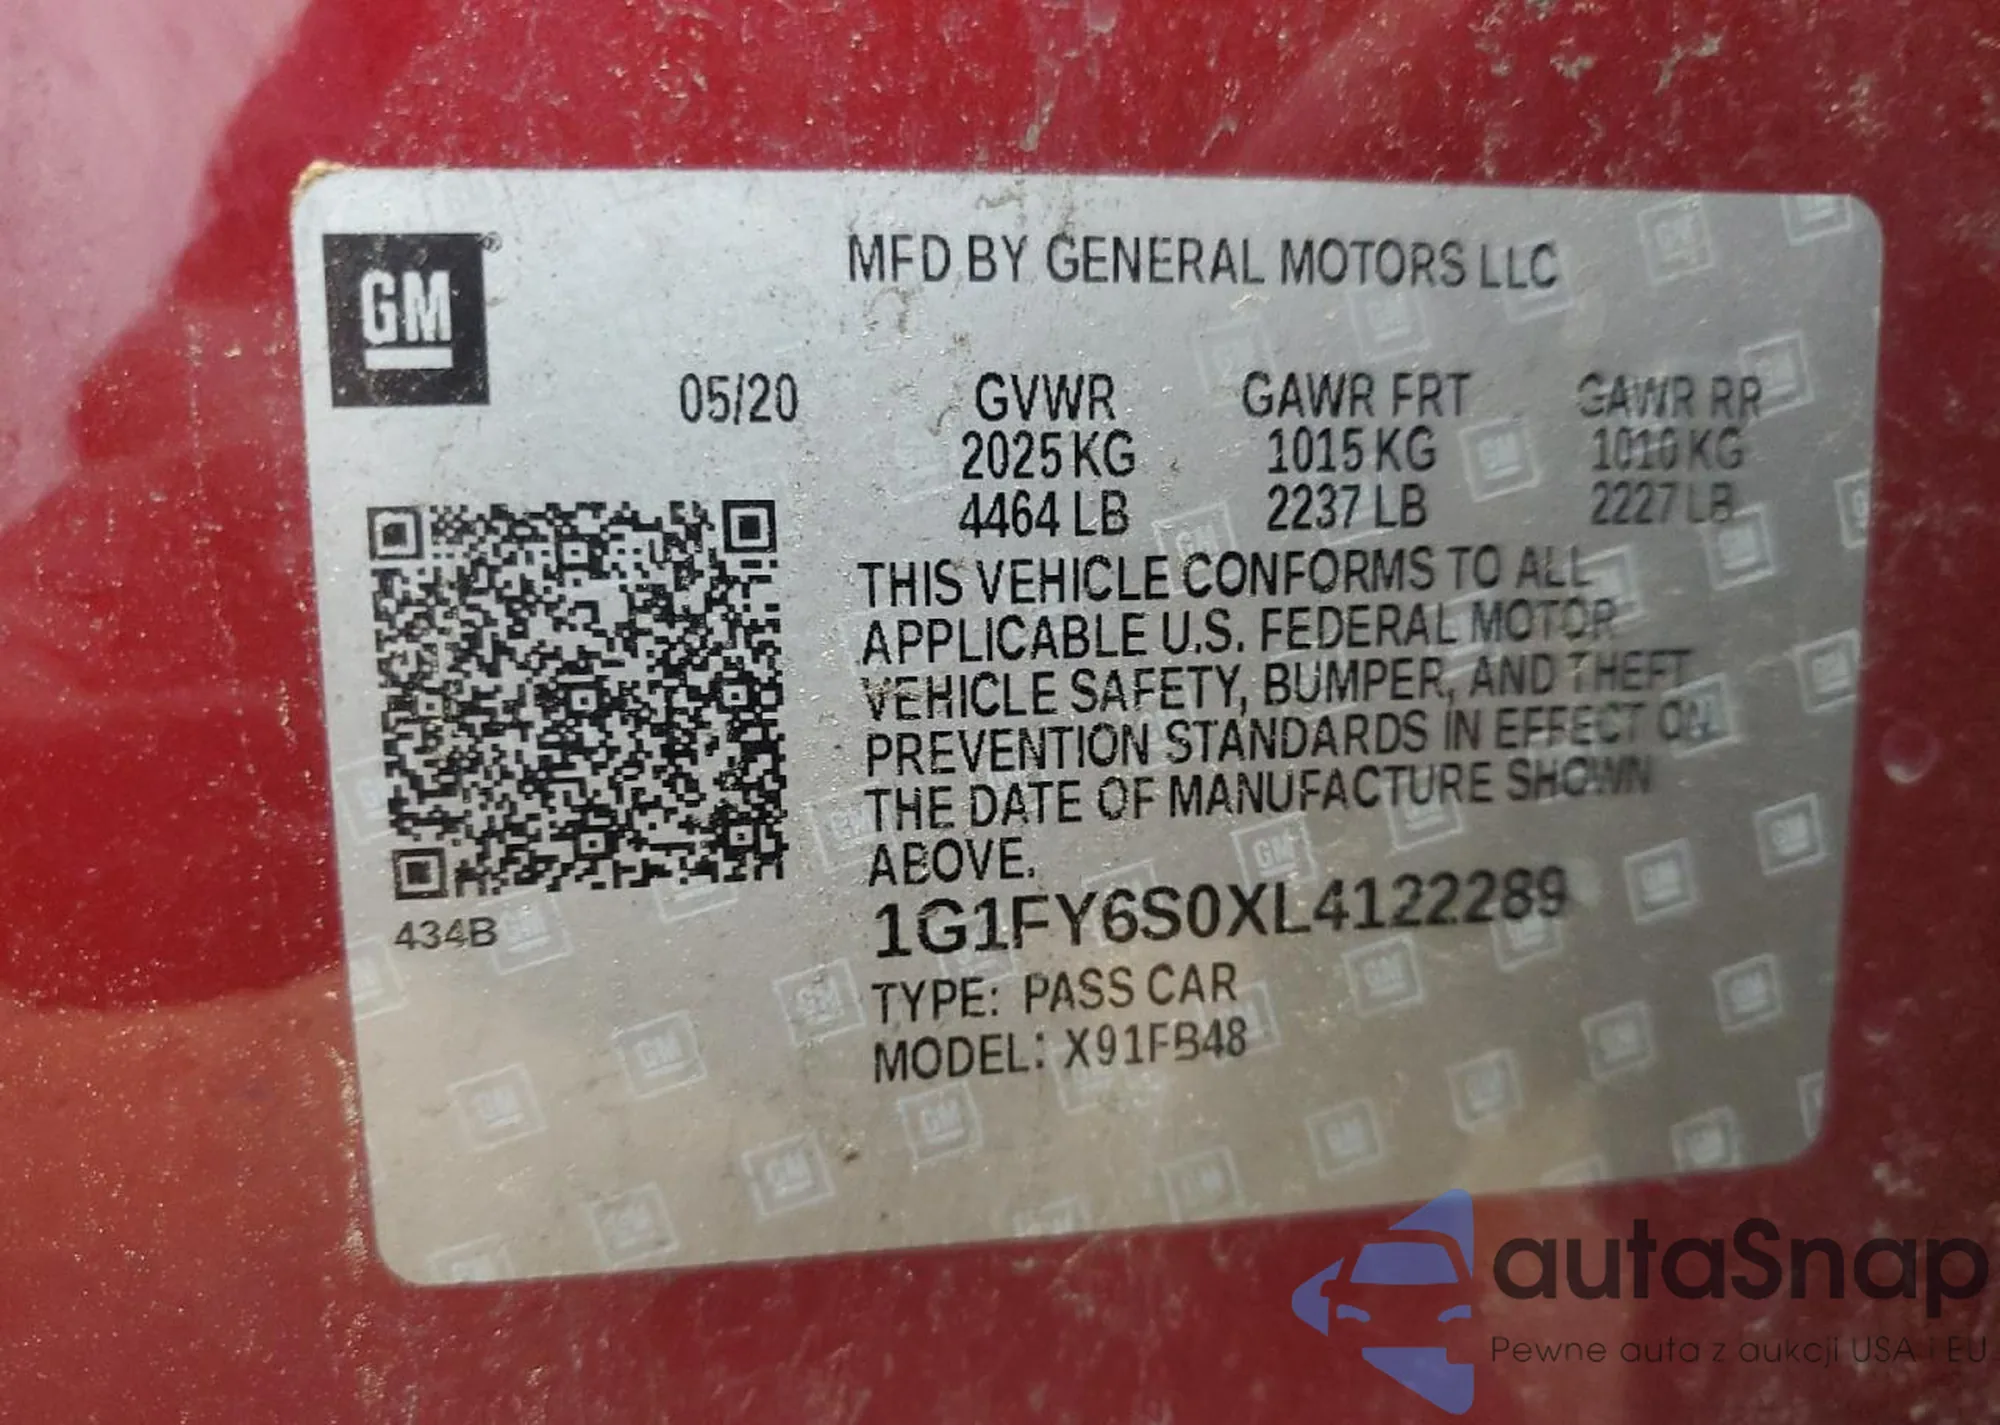 GM®
MFD BY GENERAL MOTORS LLC
05/20 GVWR GAWR FRT GAWR RR
2025 KG 1015 KG 1010 KG
4464 LB 2237 LB 2227 LB
THIS VEHICLE CONFORMS TO ALL
APPLICABLE U.S. FEDERAL MOTOR
VEHICLE SAFETY, BUMPER, AND THEFT
PREVENTION STANDARDS IN EFFECT ON
THE DATE OF MANUFACTURE SHOWN
ABOVE.
1G1FY6S0XL4122289
434B
TYPE: PASS CAR
MODEL: X91FB48
autaSnap
Pewne auta z aukcji USA i EU